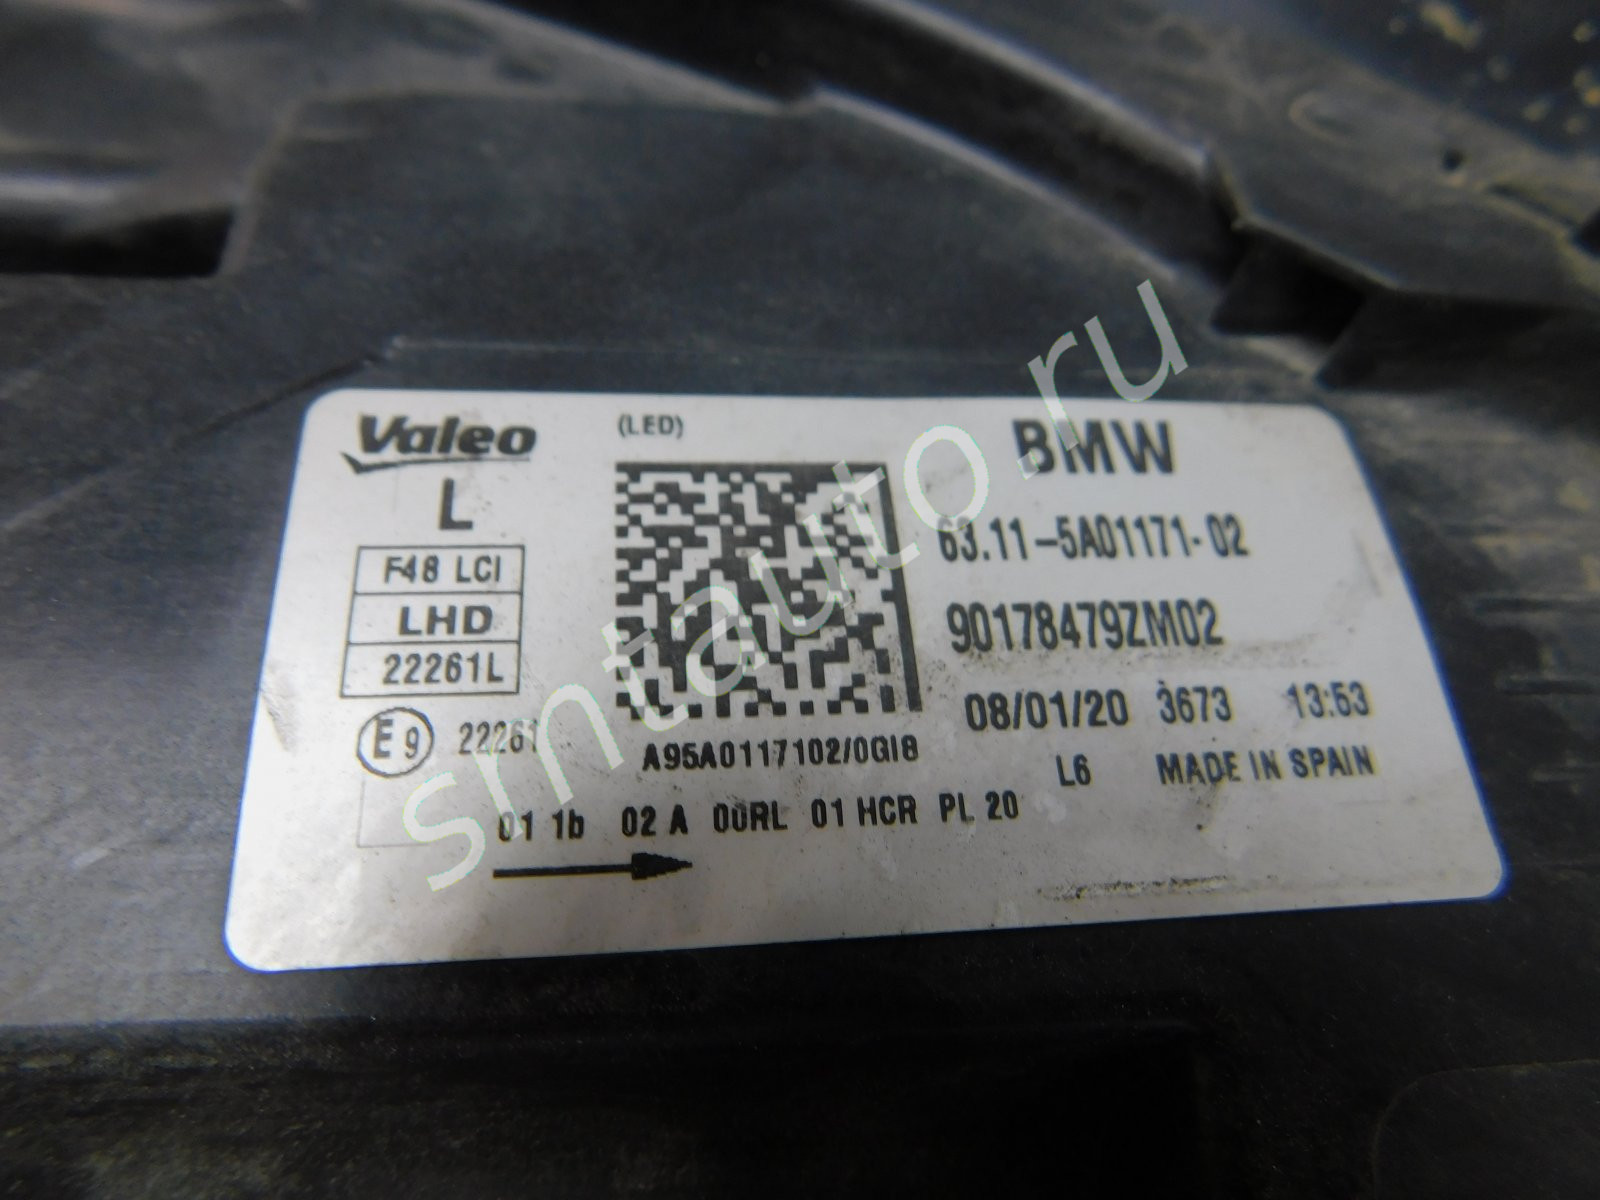 Valeo
(LED)
BMW
L
F48 LCI
LHD
22261L
63.11-5A01171-02
90178479ZM02
08/01/20 3673 13:53
E9 22261
A95A0117102/0GI8
L6 MADE IN SPAIN
01 1b 02 A 00RL 01 HCR PL 20
srntauto.ru